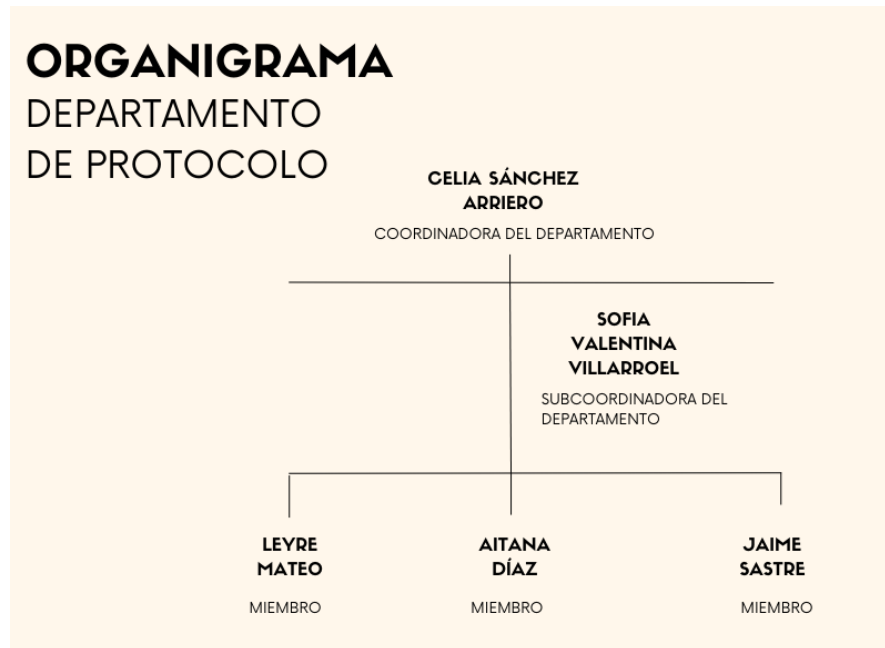 ORGANIGRAMA
DEPARTAMENTO
DE PROTOCOLO
CELIA SÁNCHEZ
ARRIERO
COORDINADORA DEL DEPARTAMENTO
SOFIA
VALENTINA
VILLARROEL
SUBCOORDINADORA DEL
DEPARTAMENTO
LEYRE
MATEO
MIEMBRO
AITANA
DÍAZ
MIEMBRO
JAIME
SASTRE
MIEMBRO